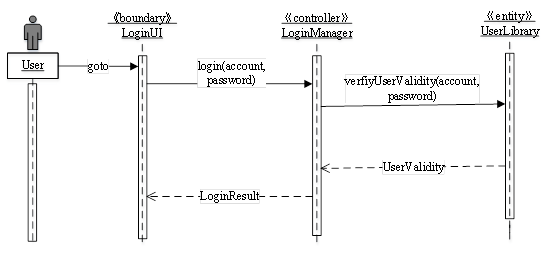 《boundary》
LoginUI
《controller》
LoginManager
《entity》
UserLibrary
User
goto
login(account,
password)
verfiyUserValidity(account,
password)
UserValidity
LoginResult